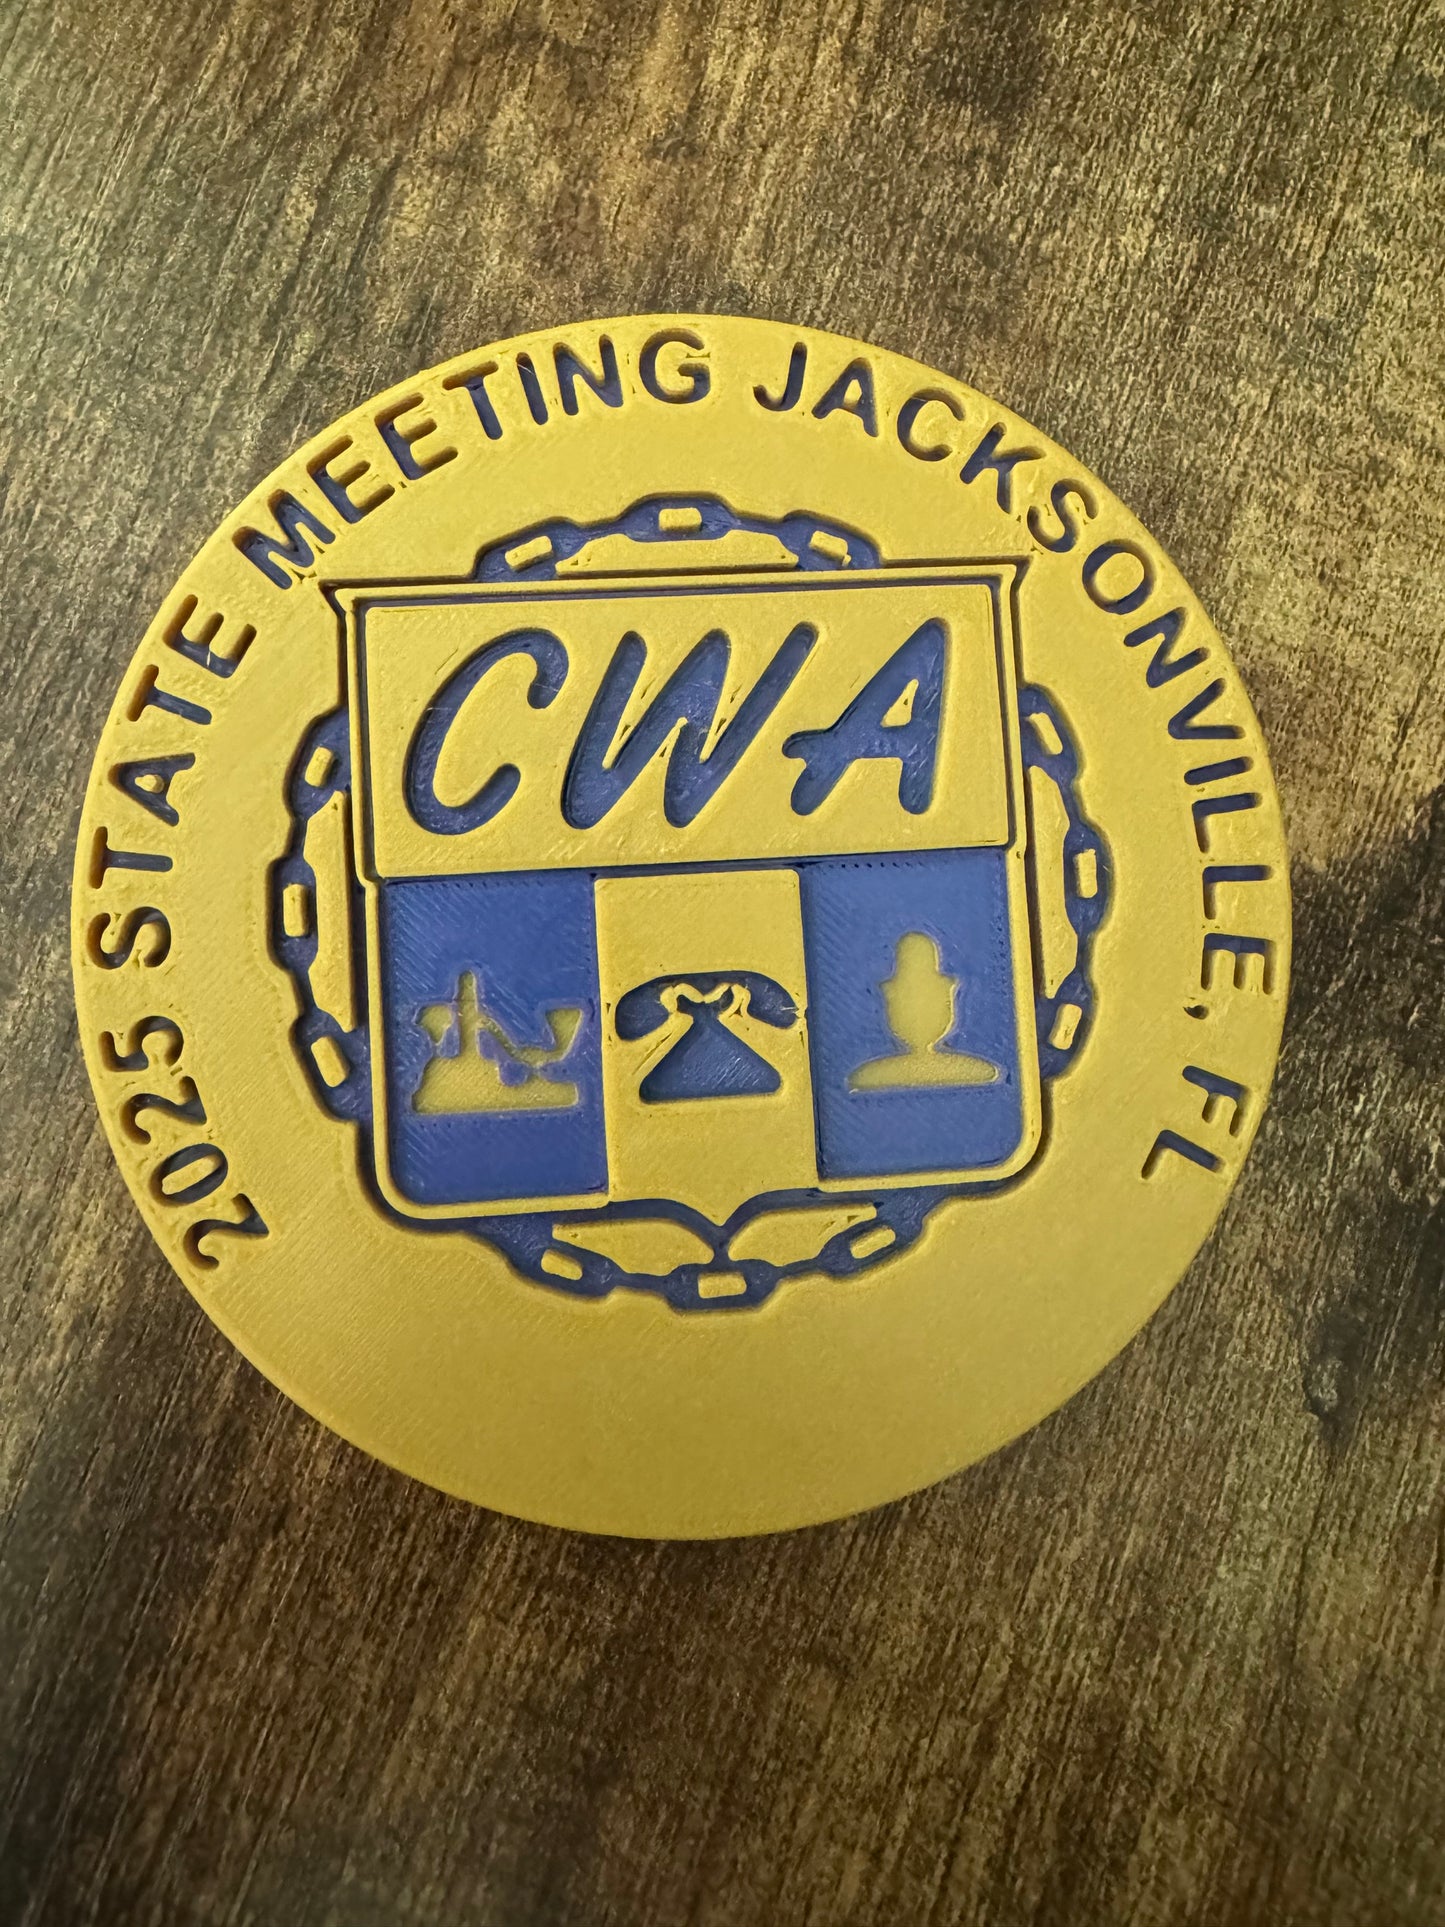 2025 STATE MEETING JACKSONVILLE, FL
CWA